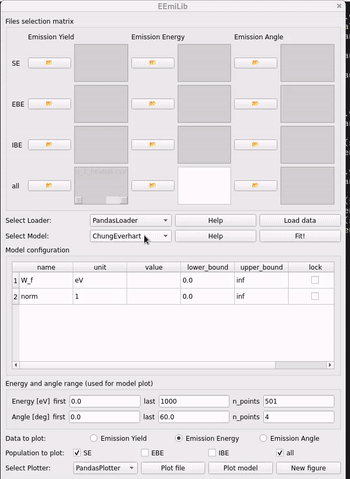 EEmiLib
Files selection matrix
Emission Yield Emission Energy Emission Angle
SE
EBE
IBE
all
Select Loader: PandasLoader Help Load data
Select Model: ChungEverhart Help Fit!
Model configuration
name unit value lower_bound upper_bound lock
1 W_f eV 0.0 inf
2 norm 1 0.0 inf
Energy and angle range (used for model plot)
Energy [eV] first 0.0 last 1000 n_points 501
Angle [deg] first 0.0 last 60.0 n_points 4
Data to plot: Emission Yield Emission Energy Emission Angle
Population to plot: SE EBE IBE all
Select Plotter: PandasPlotter Plot file Plot model New figure